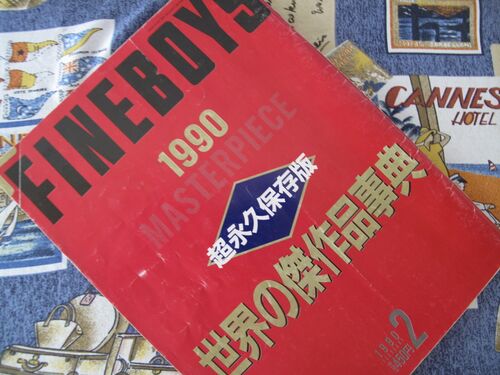 FINEBOYS
1990
MASTERPIECE
超永久保存版
世界の傑作品事典
1990
2
CANNES
HOTEL